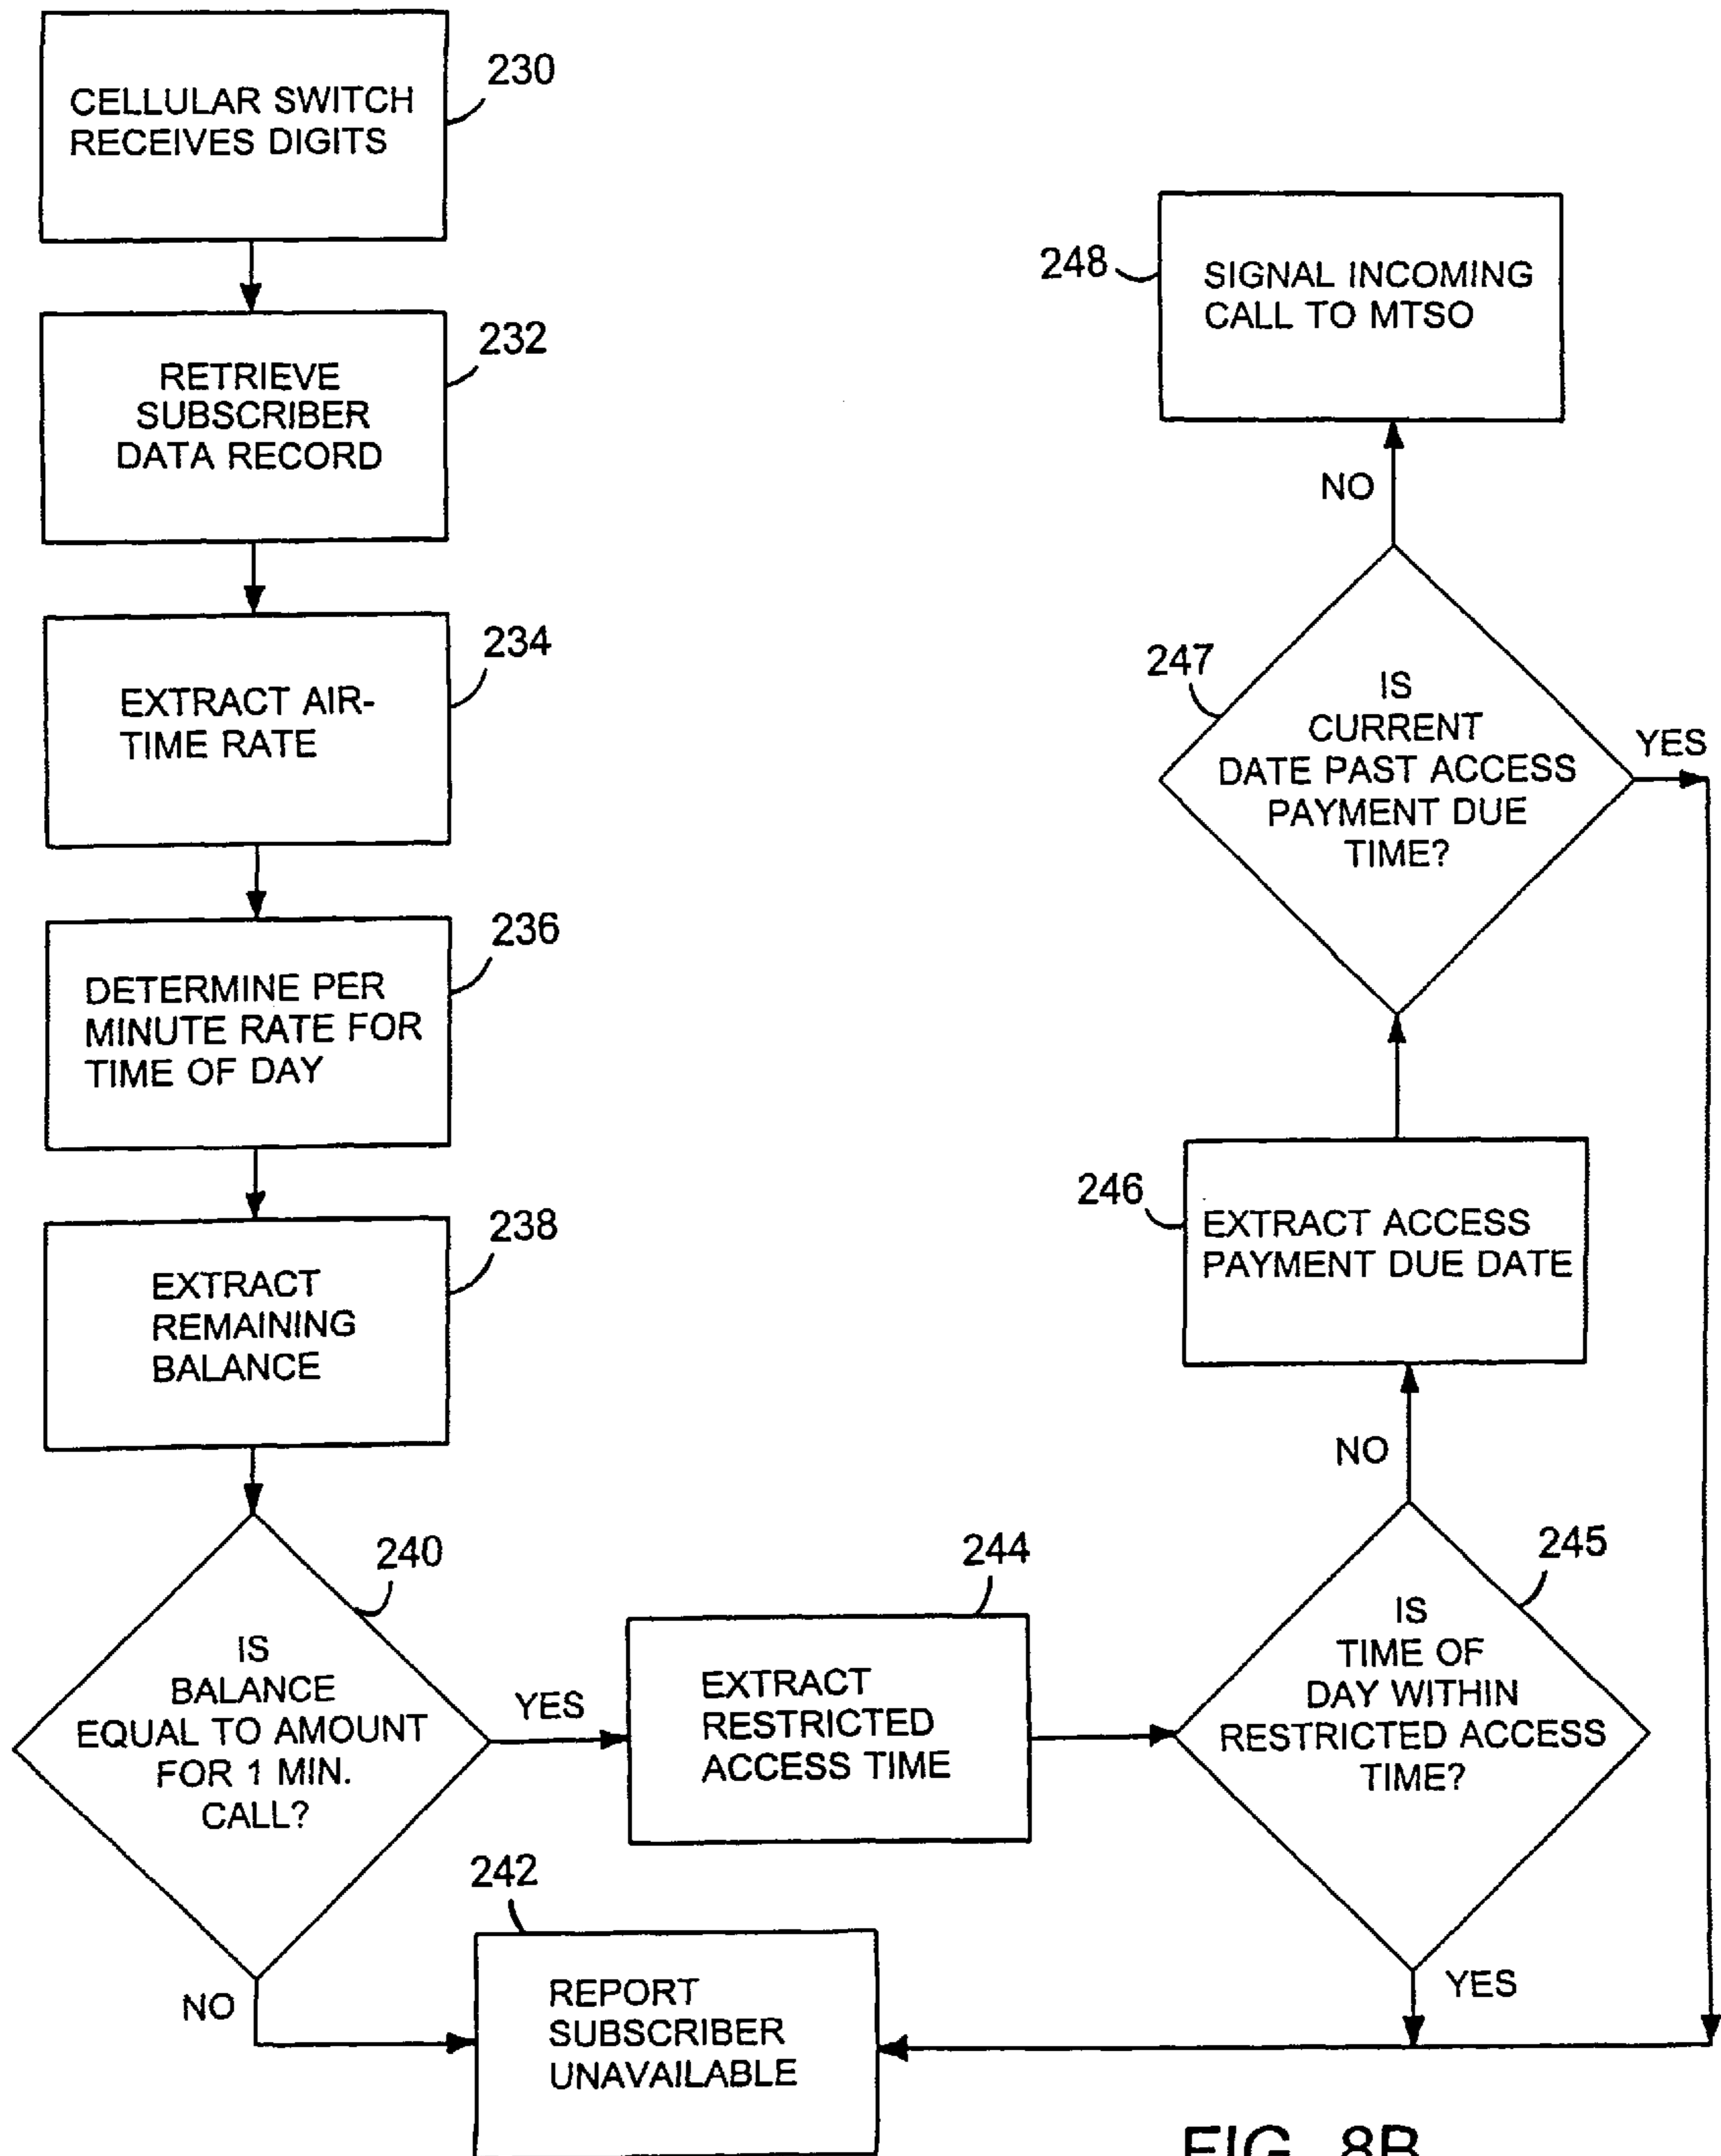 CELLULAR SWITCH
RECEIVES DIGITS
230
RETRIEVE
SUBSCRIBER
DATA RECORD
232
EXTRACT AIR-
TIME RATE
234
DETERMINE PER
MINUTE RATE FOR
TIME OF DAY
236
EXTRACT
REMAINING
BALANCE
238
IS
BALANCE
EQUAL TO AMOUNT
FOR 1 MIN.
CALL?
240
YES
NO
REPORT
SUBSCRIBER
UNAVAILABLE
242
EXTRACT
RESTRICTED
ACCESS TIME
244
IS
TIME OF
DAY WITHIN
RESTRICTED ACCESS
TIME?
245
YES
NO
EXTRACT ACCESS
PAYMENT DUE DATE
246
IS
CURRENT
DATE PAST ACCESS
PAYMENT DUE
TIME?
247
YES
NO
SIGNAL INCOMING
CALL TO MTSO
248
FIG. 8B